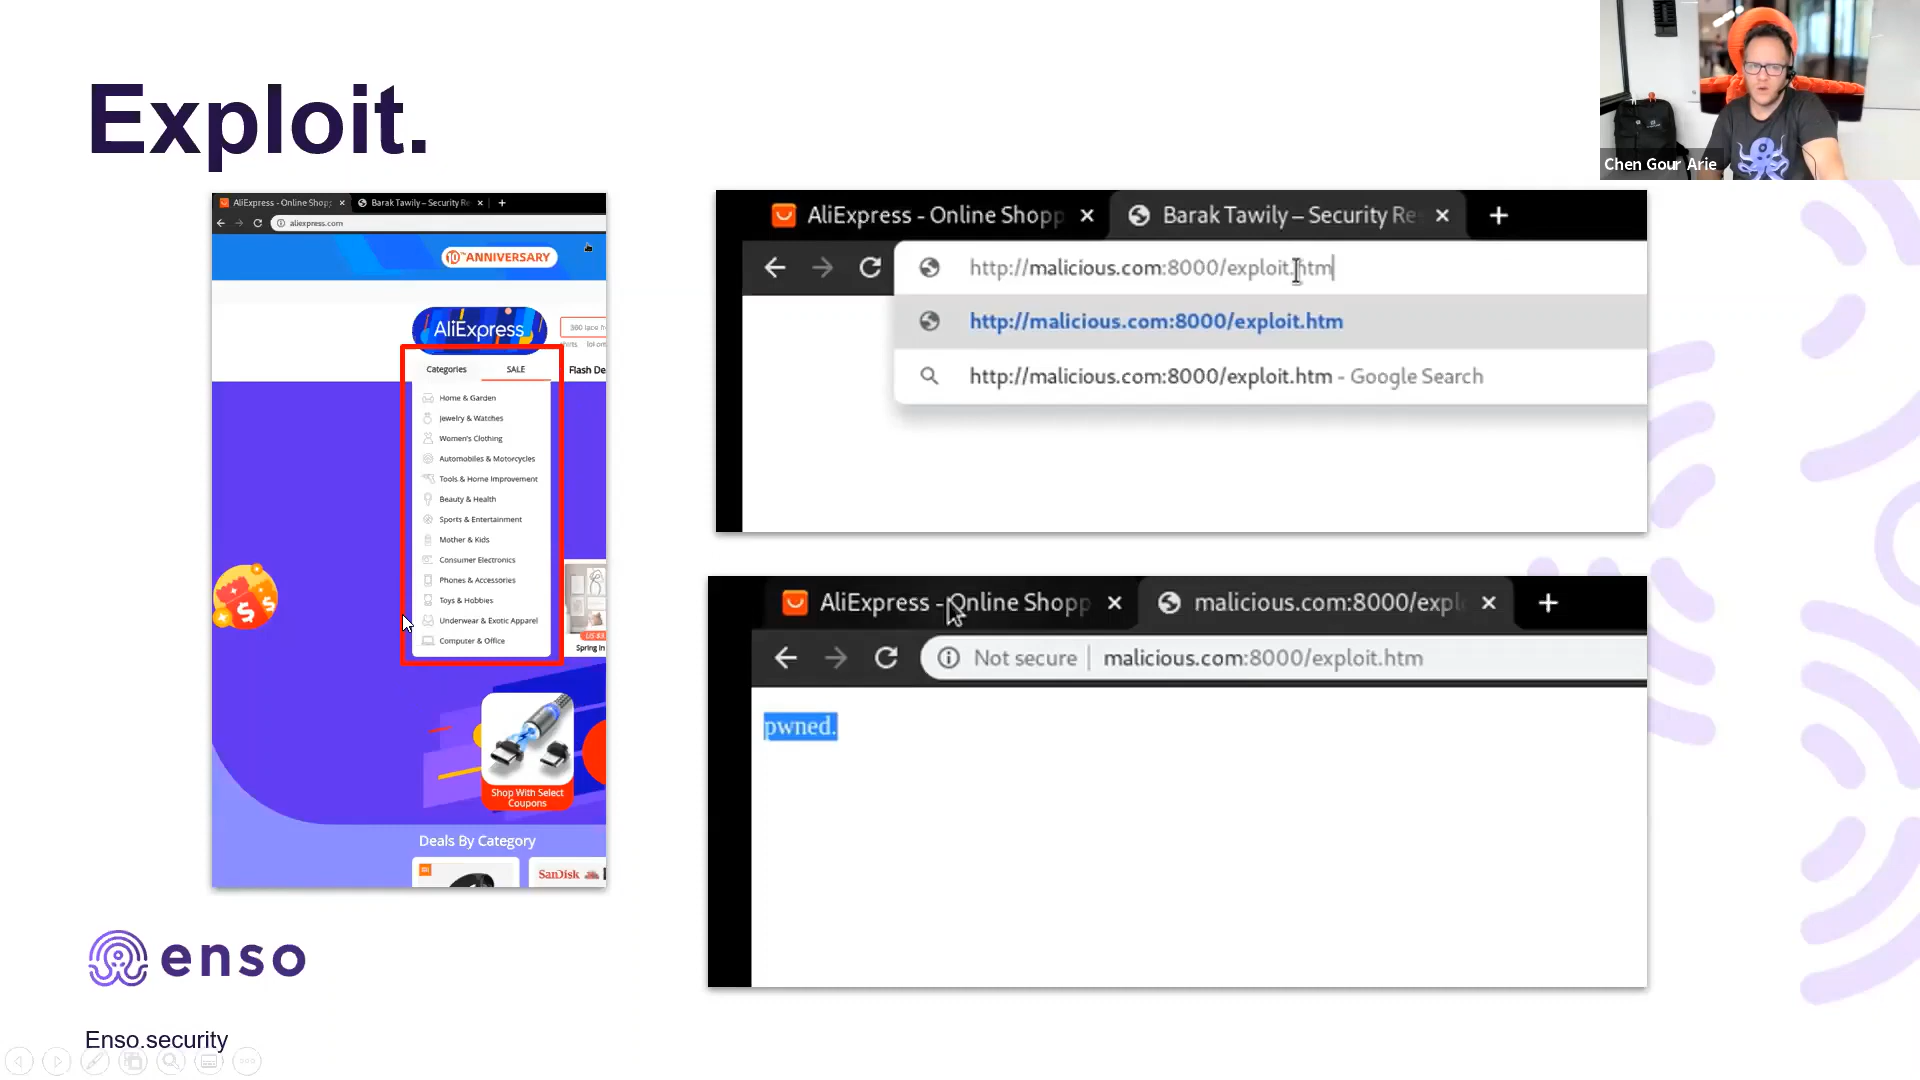 Exploit.
Chen Gour Arie
AliExpress - Online Shopp
Barak Tawily – Security Re
aliexpress.com
10TH ANNIVERSARY
AliExpress
Categories
SALE
Flash De
Home & Garden
Jewelry & Watches
Women's Clothing
Automobiles & Motorcycles
Tools & Home Improvement
Beauty & Health
Sports & Entertainment
Mother & Kids
Consumer Electronics
Phones & Accessories
Toys & Hobbies
Underwear & Exotic Apparel
Computer & Office
Spring In
Shop With Select
Coupons
Deals By Category
SanDisk
AliExpress - Online Shopp
Barak Tawily – Security Re
http://malicious.com:8000/exploit.htm
http://malicious.com:8000/exploit.htm
http://malicious.com:8000/exploit.htm - Google Search
AliExpress - Online Shopp
malicious.com:8000/expl
Not secure | malicious.com:8000/exploit.htm
pwned.
enso
Enso.security